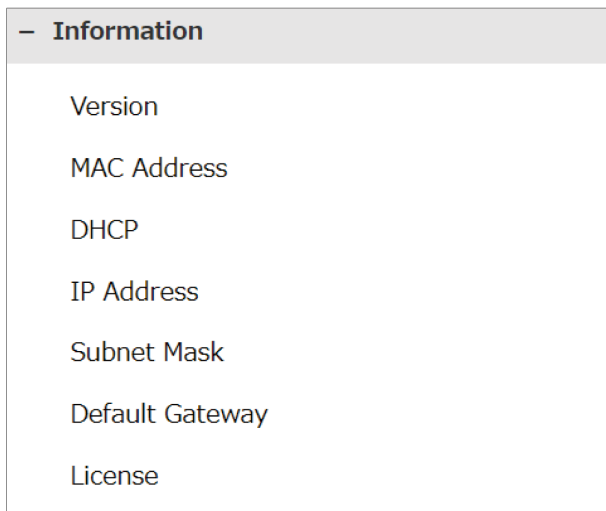 − Information
Version
MAC Address
DHCP
IP Address
Subnet Mask
Default Gateway
License